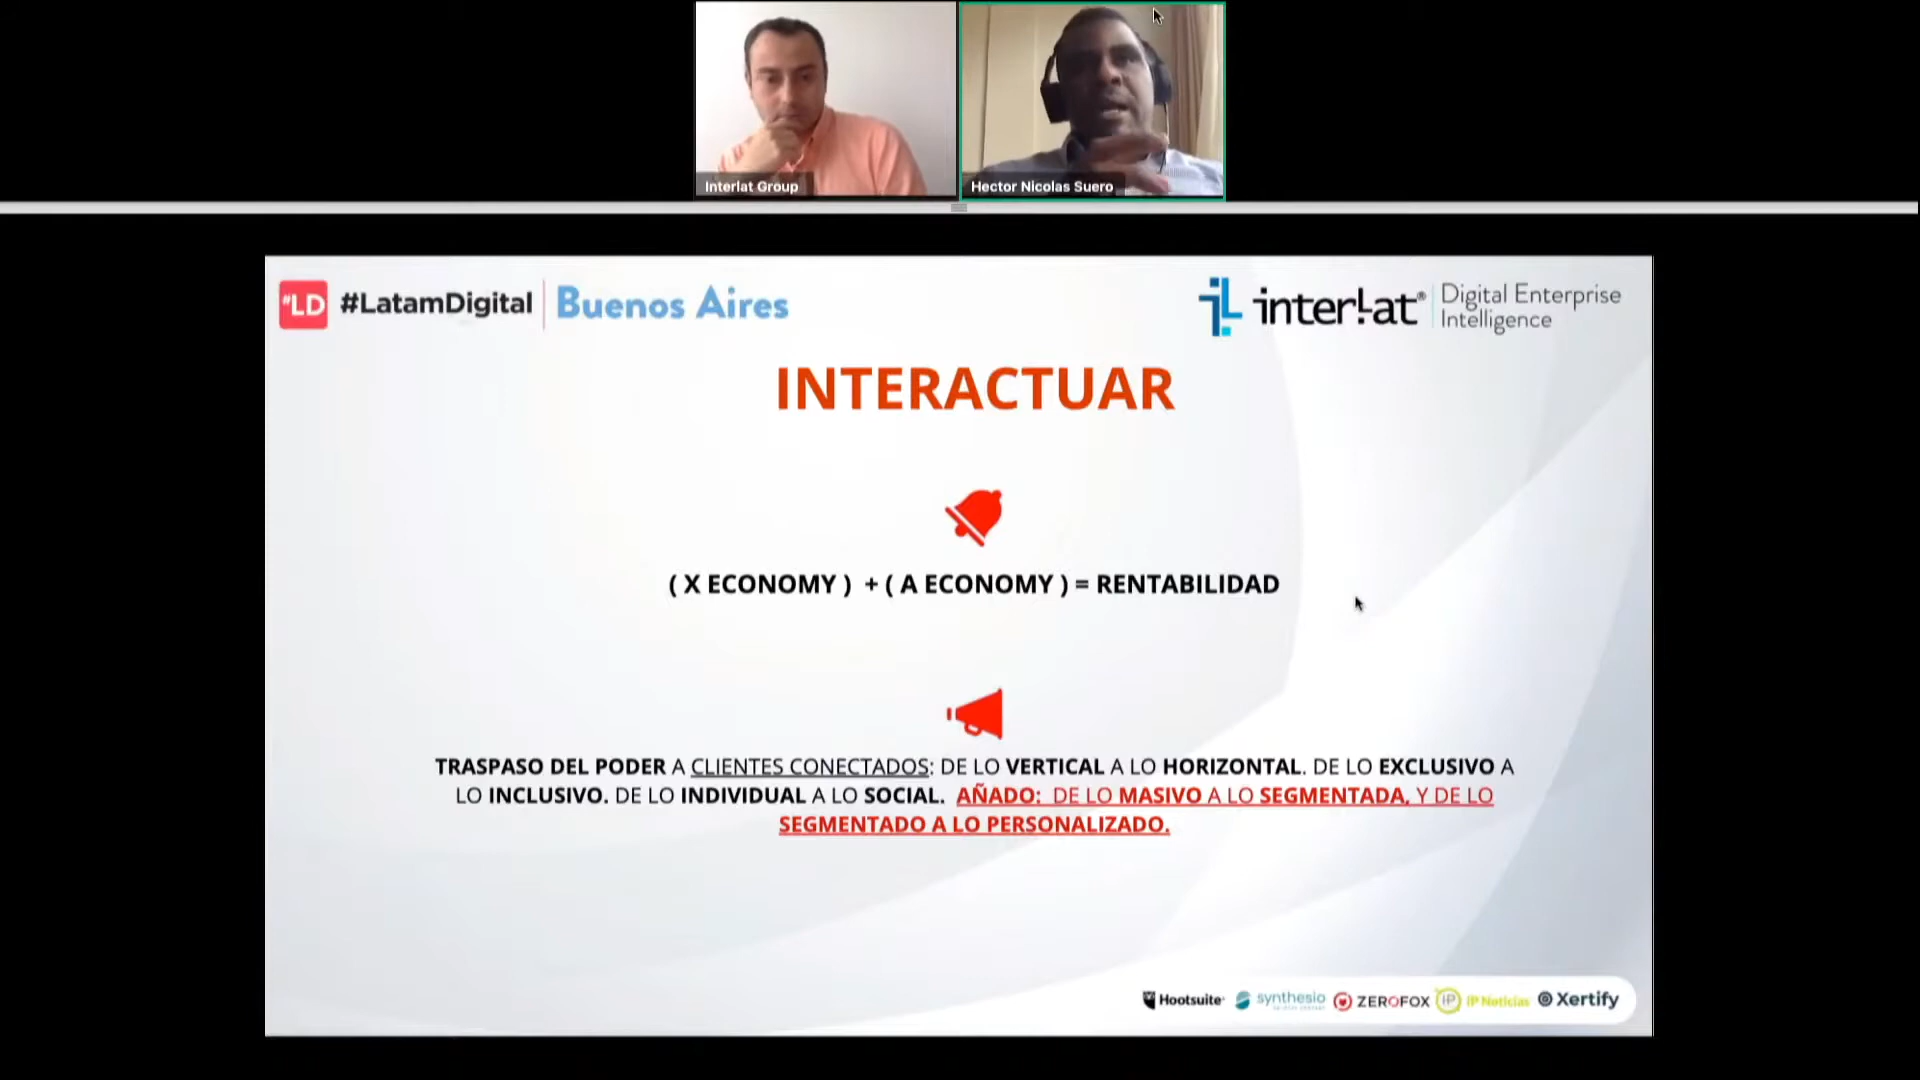 Interlat Group
Hector Nicolas Suero
"LD #LatamDigital Buenos Aires
interlat® Digital Enterprise
Intelligence
INTERACTUAR
( X ECONOMY ) + ( A ECONOMY ) = RENTABILIDAD
TRASPASO DEL PODER A CLIENTES CONECTADOS: DE LO VERTICAL A LO HORIZONTAL. DE LO EXCLUSIVO A
LO INCLUSIVO. DE LO INDIVIDUAL A LO SOCIAL. AÑADO: DE LO MASIVO A LO SEGMENTADA, Y DE LO
SEGMENTADO A LO PERSONALIZADO.
Hootsuite synthesio ZEROFOX IP IP Noticias Xertify